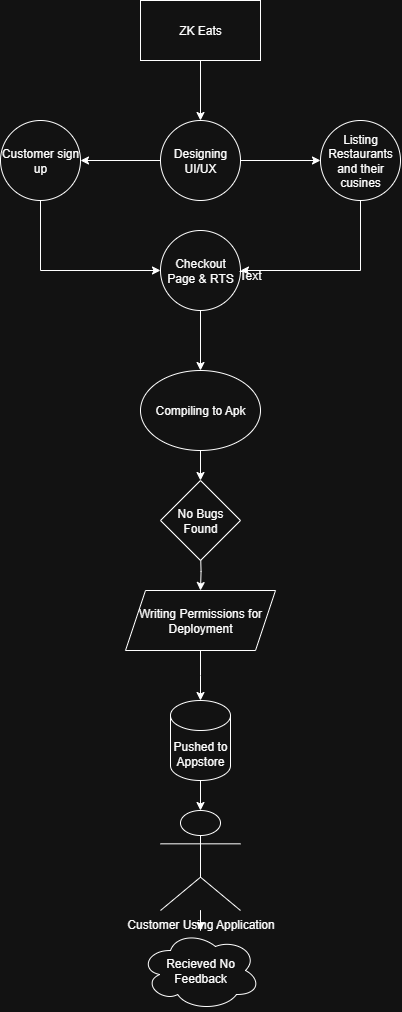 ZK Eats
Customer sign
up
Designing
UI/UX
Listing
Restaurants
and their
cusines
Checkout
Page & RTS
Text
Compiling to Apk
No Bugs
Found
Writing Permissions for
Deployment
Pushed to
Appstore
Customer Using Application
Recieved No
Feedback